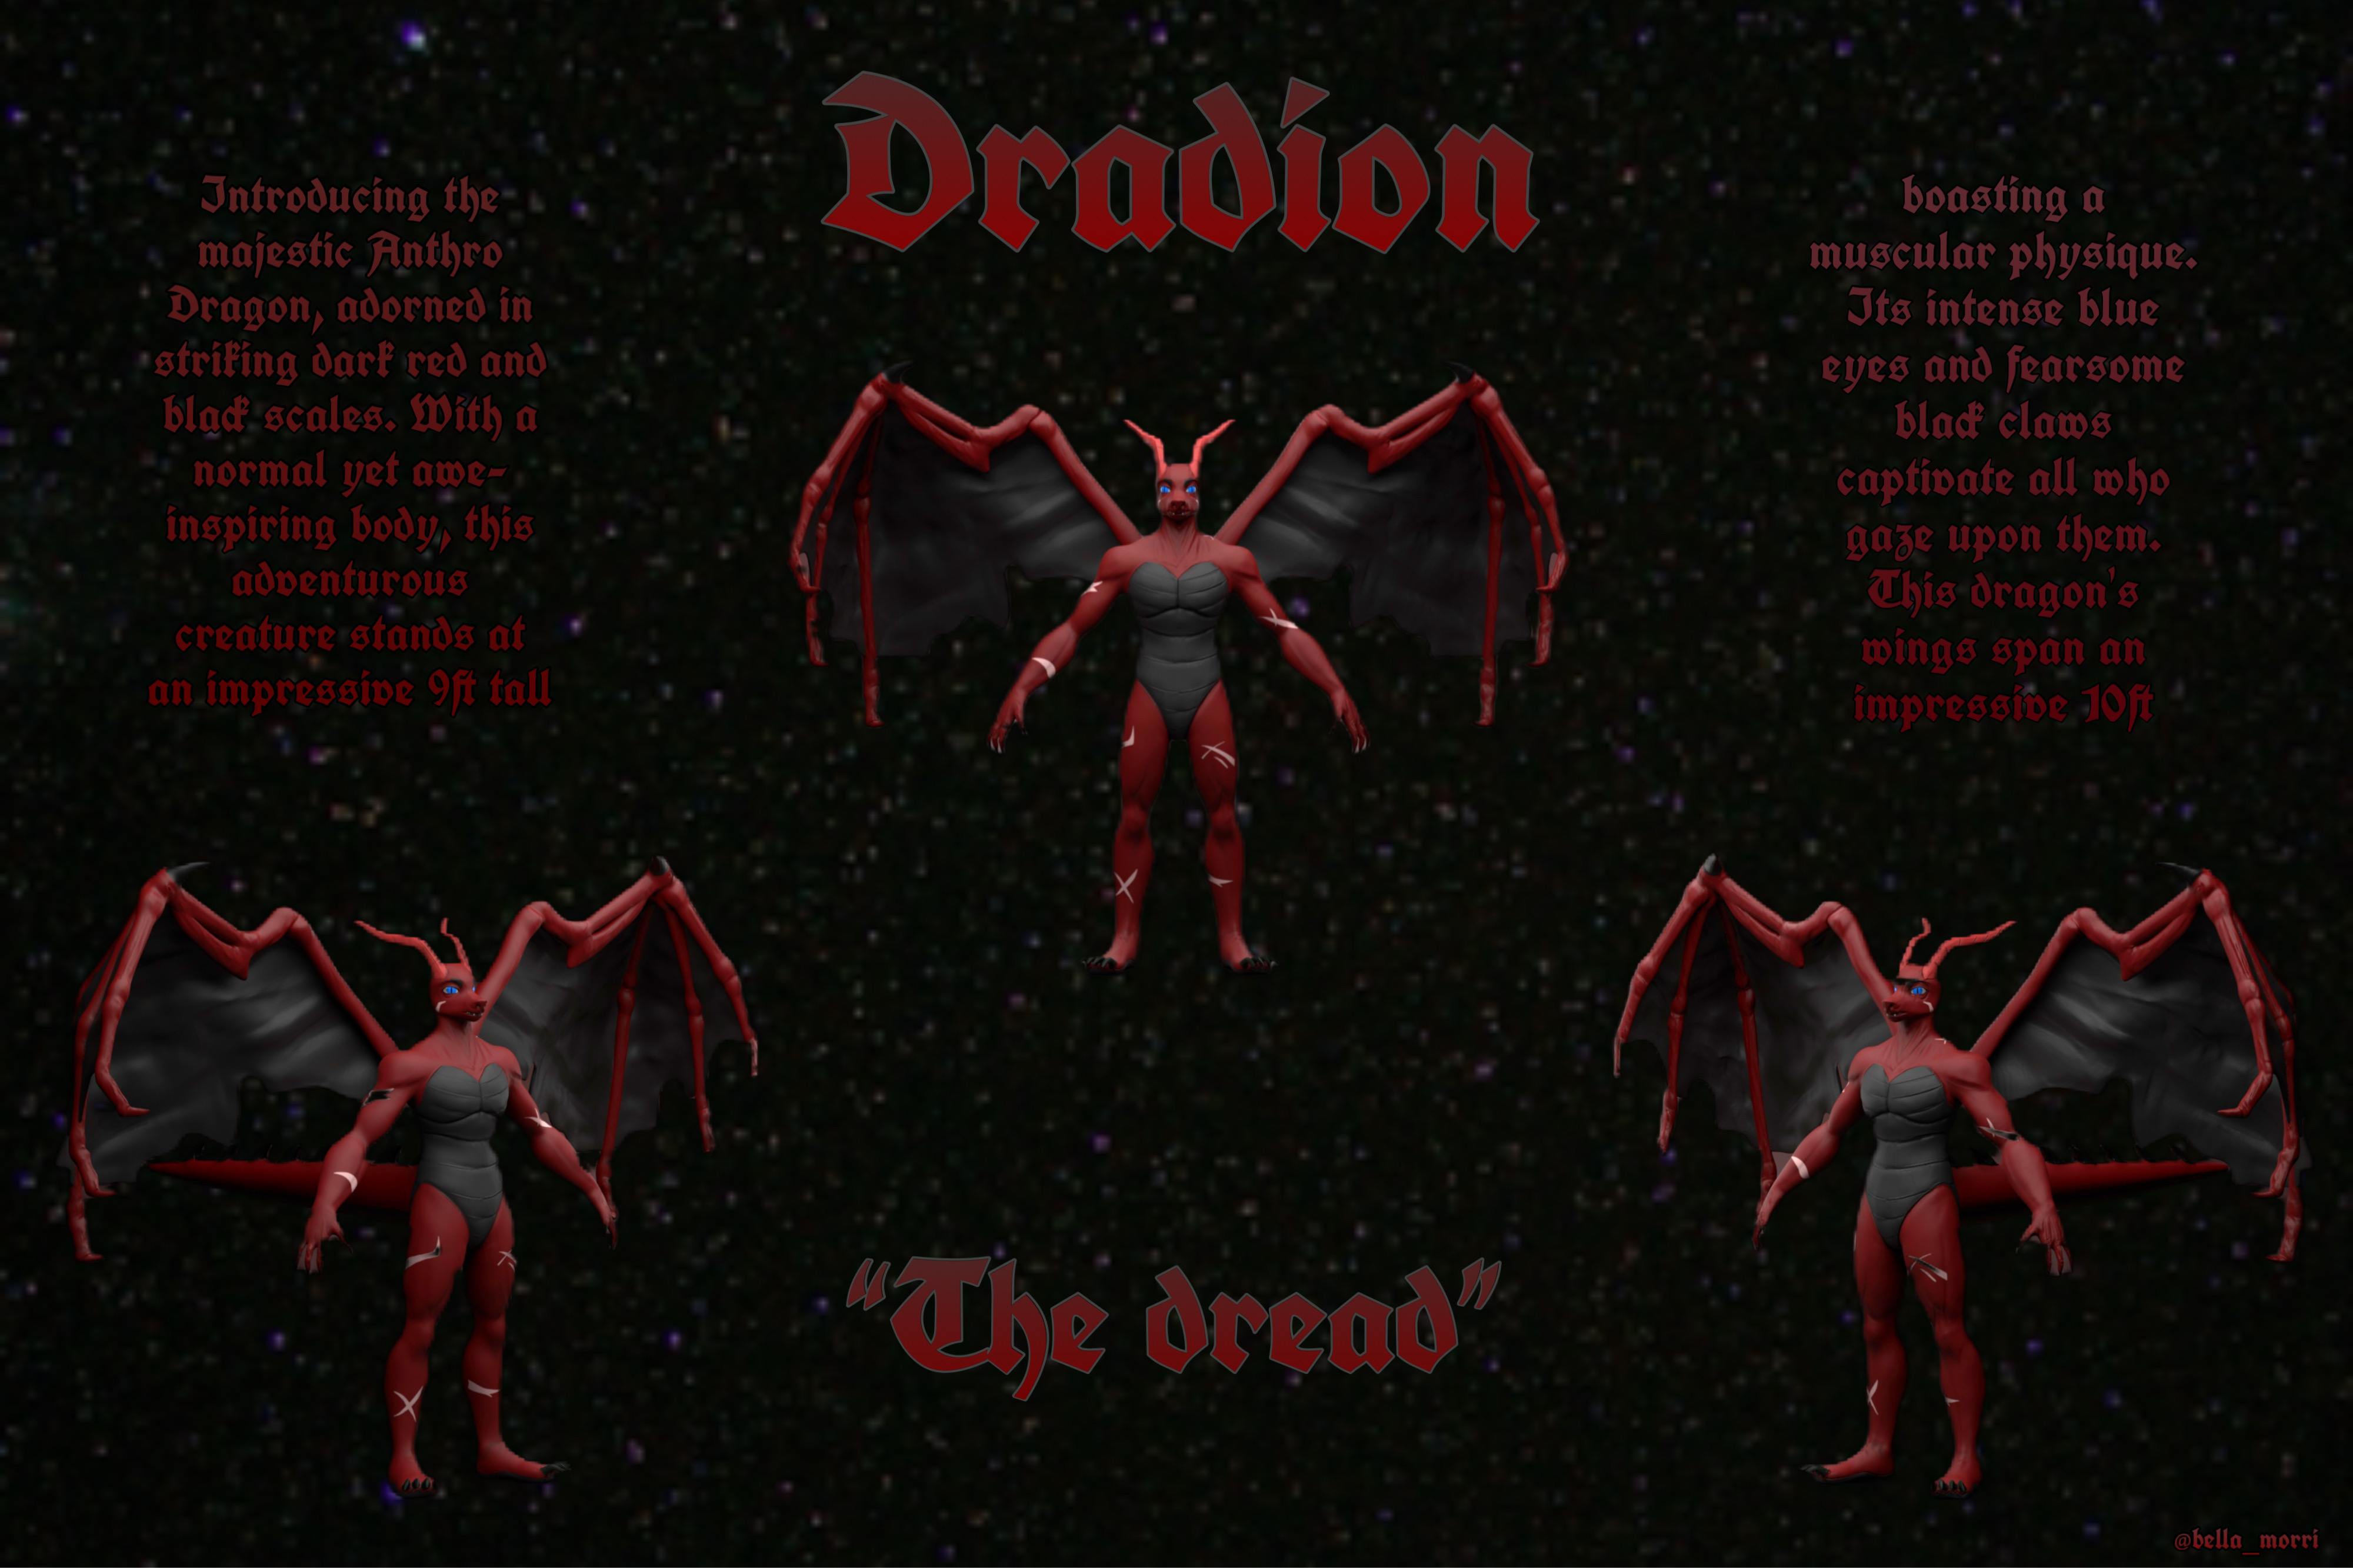 Dradion
Introducing the
majestic Anthro
Dragon, adorned in
striking dark red and
black scales. With a
normal yet awe-
inspiring body, this
adventurous
creature stands at
an impressive 9ft tall
boasting a
muscular physique.
Its intense blue
eyes and fearsome
black claws
captivate all who
gaze upon them.
This dragon's
wings span an
impressive 10ft
“The dread”
@bella_morri